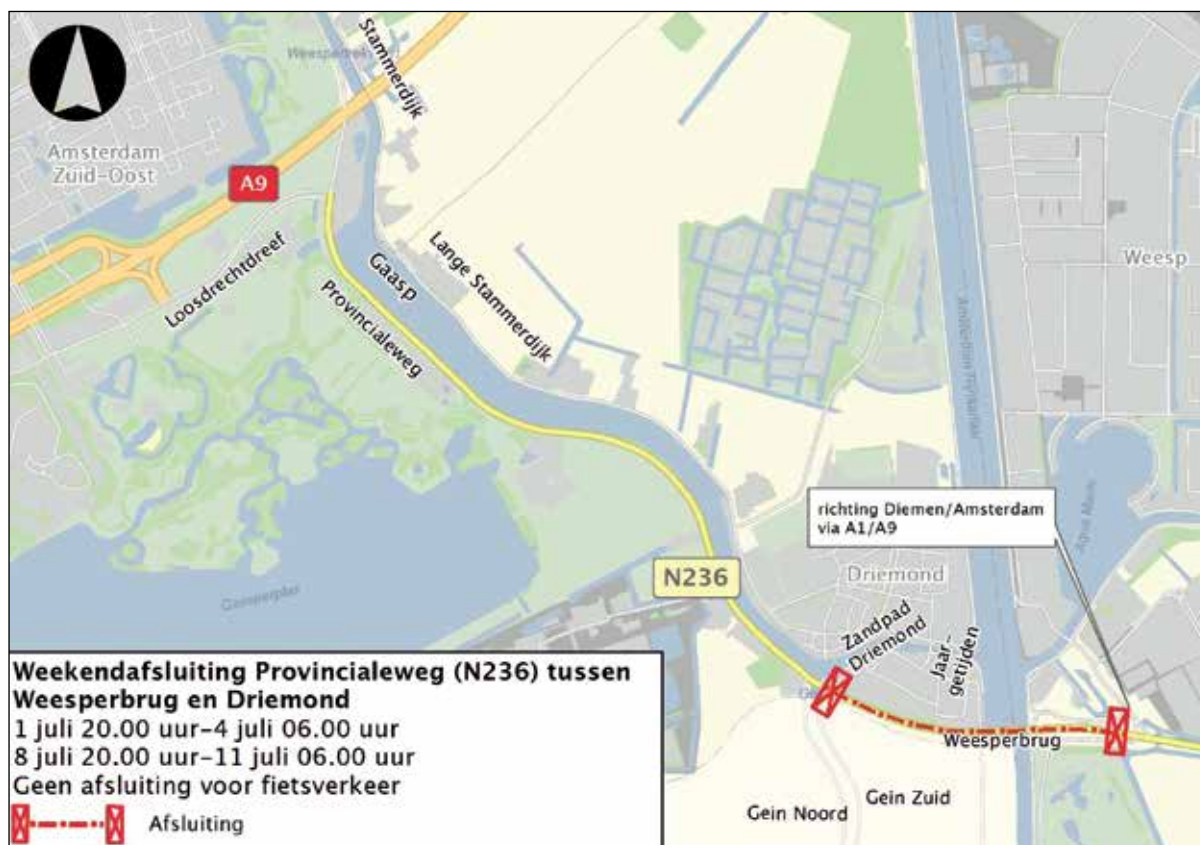 Weesper
Stammerdijk
Amsterdam
Zuid-Oost
A9
Loosdrechtdreef
Gaasp
Provincialeweg
Lange Stammerdijk
Weesp
richting Diemen/Amsterdam
via A1/A9
N236
Driemond
Zandpad
Driemond
Jaar-
getijden
Weesperbrug
Gein Noord
Gein Zuid
Weekendafsluiting Provincialeweg (N236) tussen
Weesperbrug en Driemond
1 juli 20.00 uur-4 juli 06.00 uur
8 juli 20.00 uur-11 juli 06.00 uur
Geen afsluiting voor fietsverkeer
Afsluiting